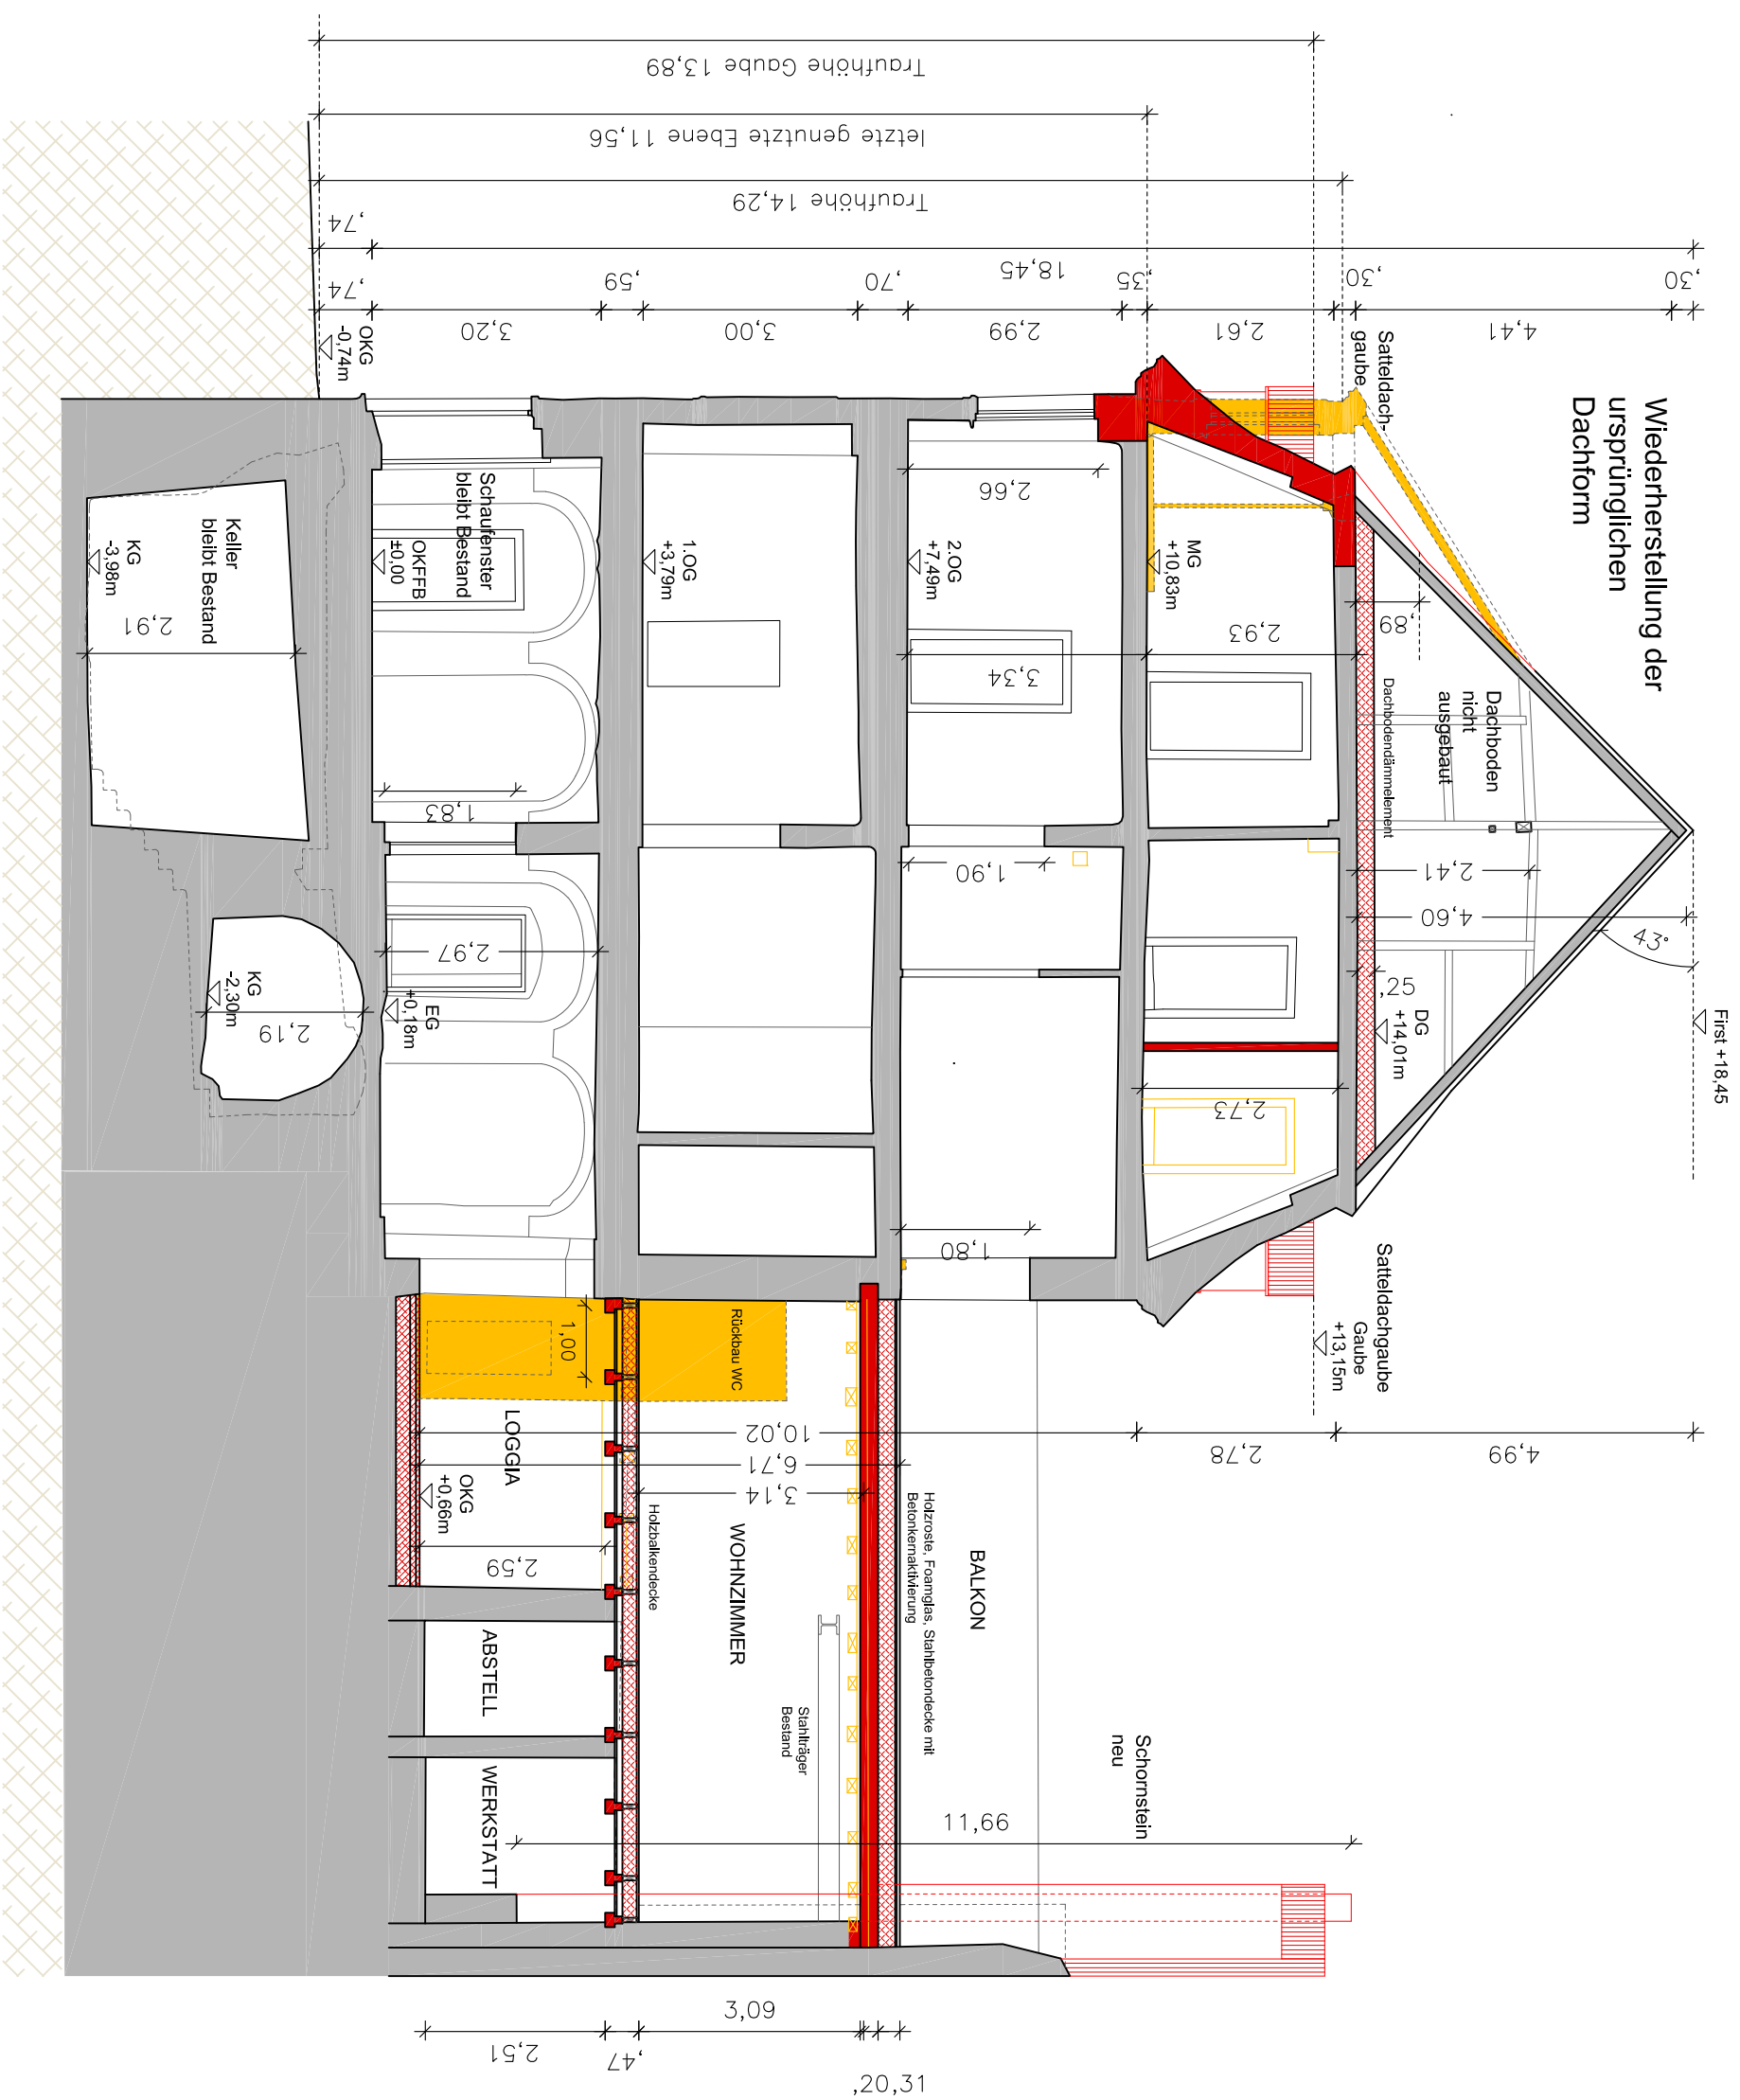 Wiederherstellung der
ursprünglichen
Dachform
First +18,45
Traufhöhe Gaube 13,89
letzte genutzte Ebene 11,56
Traufhöhe 14,29
,74
18,45
,30
,74
3,20
,59
3,00
,70
2,99
,35
2,61
,30
4,41
OKG
-0,74m
Satteldach-
gaube
Dachboden
nicht
ausgebaut
Dachbodendämmelement
,89
2,41
4,60
43°
,25
DG
+14,01m
MG
+10,83m
2,93
2,73
2.OG
+7,49m
2,66
3,34
1,90
1,80
1.OG
+3,79m
Schaufenster
bleibt Bestand
OKFFB
±0,00
1,83
2,97
EG
+0,18m
Keller
bleibt Bestand
KG
-3,98m
2,91
KG
-2,30m
2,19
Satteldachgaube
Gaube
+13,15m
4,99
2,78
10,02
6,71
3,14
2,59
Rückbau WC
1,00
LOGGIA
OKG
+0,66m
Holzbalkendecke
WOHNZIMMER
Holzroste, Foamglas, Stahlbetondecke mit
Betonkernaktivierung
BALKON
Stahlträger
Bestand
ABSTELL
WERKSTATT
Schornstein
neu
11,66
2,51
,47
3,09
,20,31